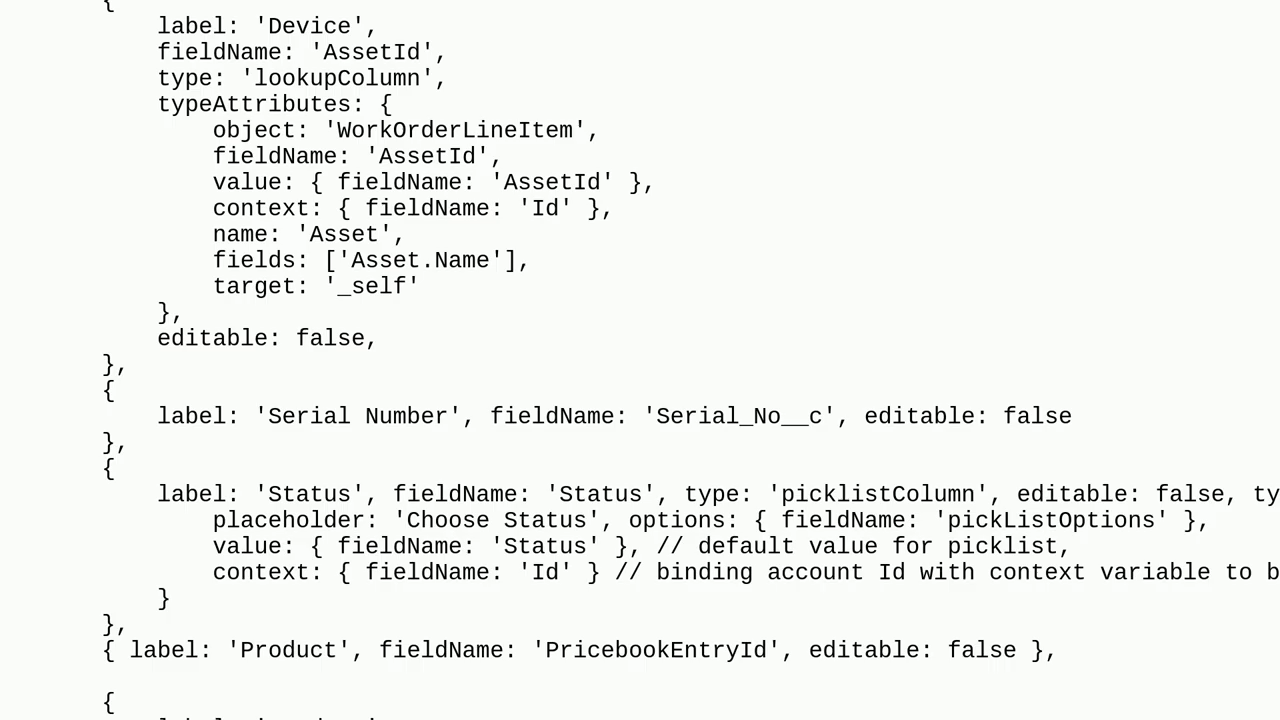 {
label: 'Device',
fieldName: 'AssetId',
type: 'lookupColumn',
typeAttributes: {
object: 'WorkOrderLineItem',
fieldName: 'AssetId',
value: { fieldName: 'AssetId' },
context: { fieldName: 'Id' },
name: 'Asset',
fields: ['Asset.Name'],
target: '_self'
},
editable: false,
},
{
label: 'Serial Number', fieldName: 'Serial_No__c', editable: false
},
{
label: 'Status', fieldName: 'Status', type: 'picklistColumn', editable: false, ty
placeholder: 'Choose Status', options: { fieldName: 'pickListOptions' },
value: { fieldName: 'Status' }, // default value for picklist,
context: { fieldName: 'Id' } // binding account Id with context variable to b
}
},
{ label: 'Product', fieldName: 'PricebookEntryId', editable: false },
{